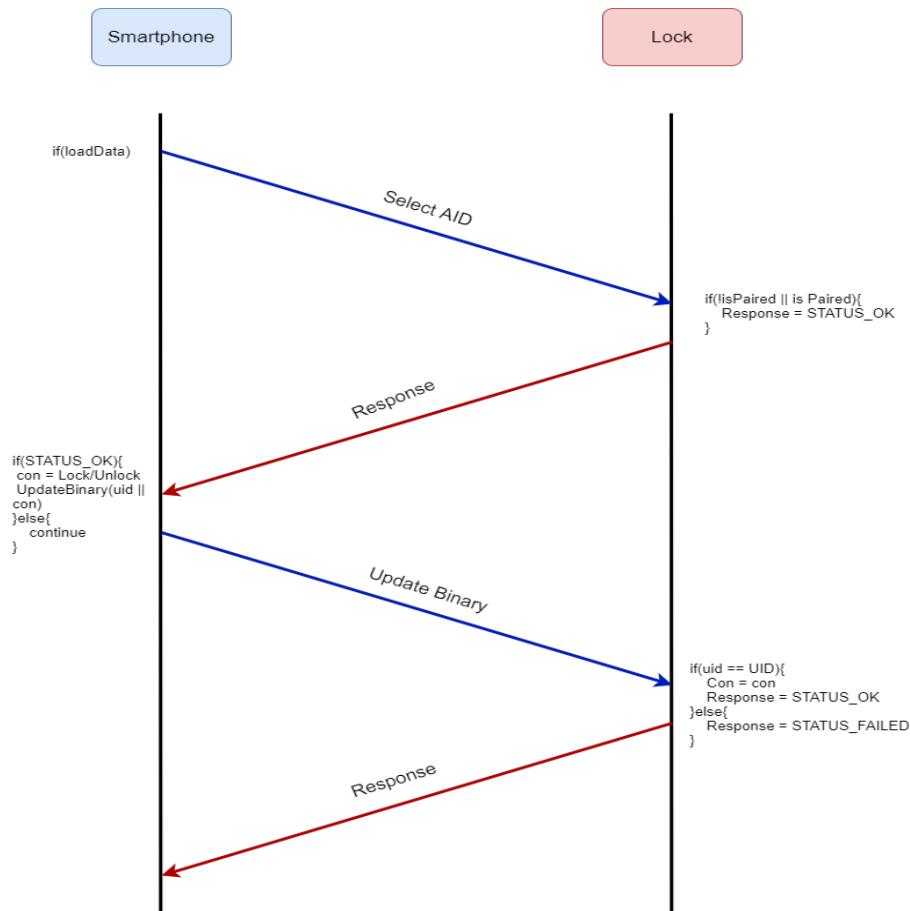 Smartphone
Lock
if(loadData)
Select AID
if(!isPaired || is Paired){
Response = STATUS_OK
}
Response
if(STATUS_OK){
con = Lock/Unlock
UpdateBinary(uid ||
con)
}else{
continue
}
Update Binary
if(uid == UID){
Con = con
Response = STATUS_OK
}else{
Response = STATUS_FAILED
}
Response